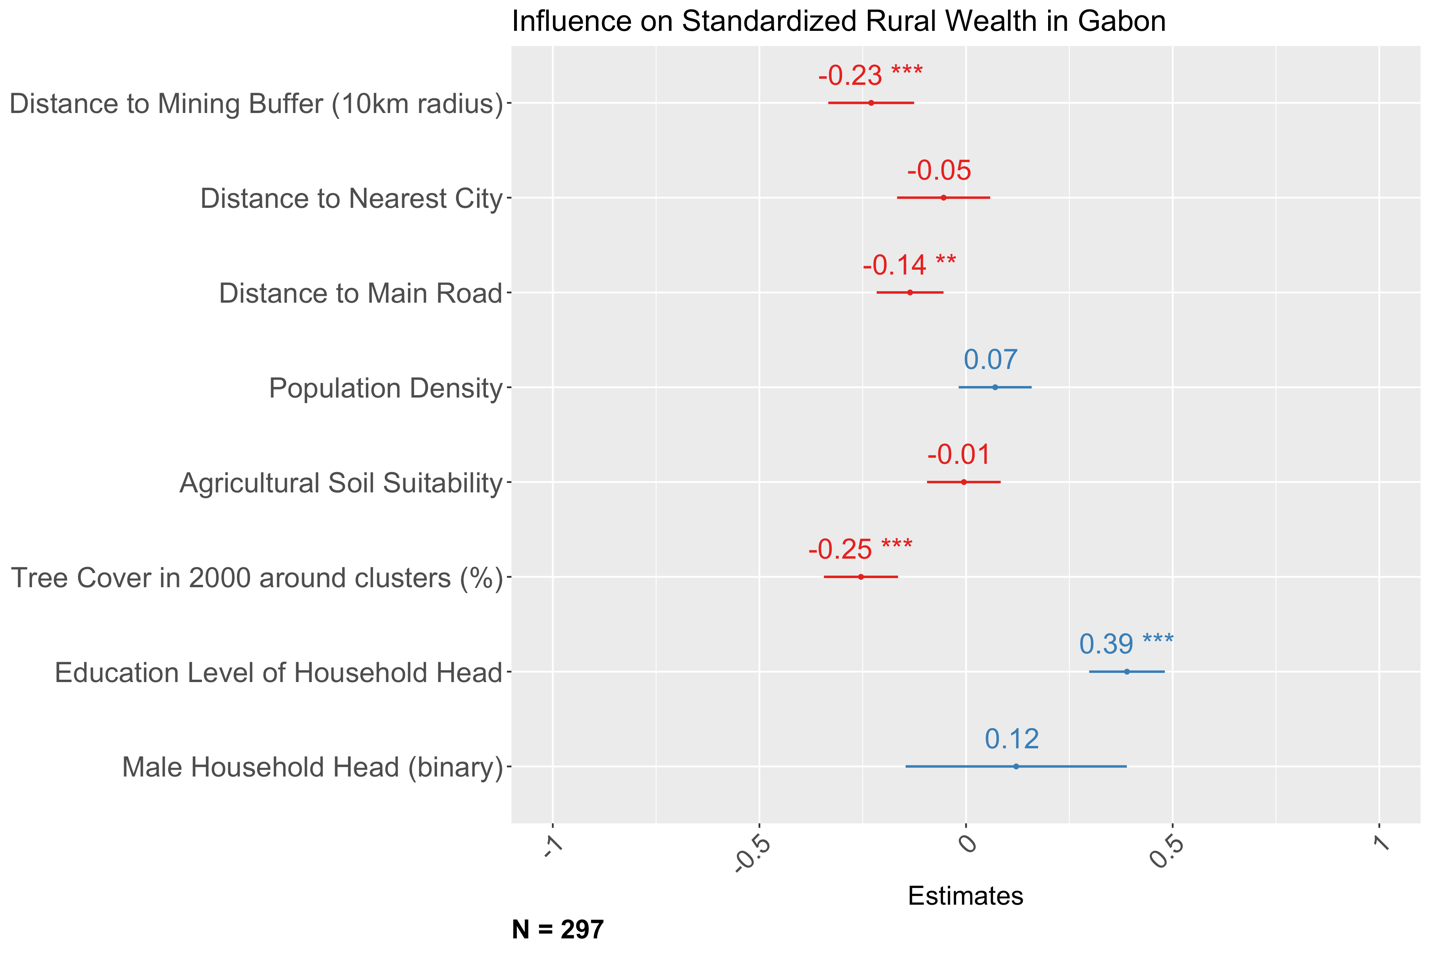 Influence on Standardized Rural Wealth in Gabon
Distance to Mining Buffer (10km radius)
-0.23 ***
Distance to Nearest City
-0.05
Distance to Main Road
-0.14 **
Population Density
0.07
Agricultural Soil Suitability
-0.01
Tree Cover in 2000 around clusters (%)
-0.25 ***
Education Level of Household Head
0.39 ***
Male Household Head (binary)
0.12
-1 -0.5 0 0.5 1
Estimates
N = 297